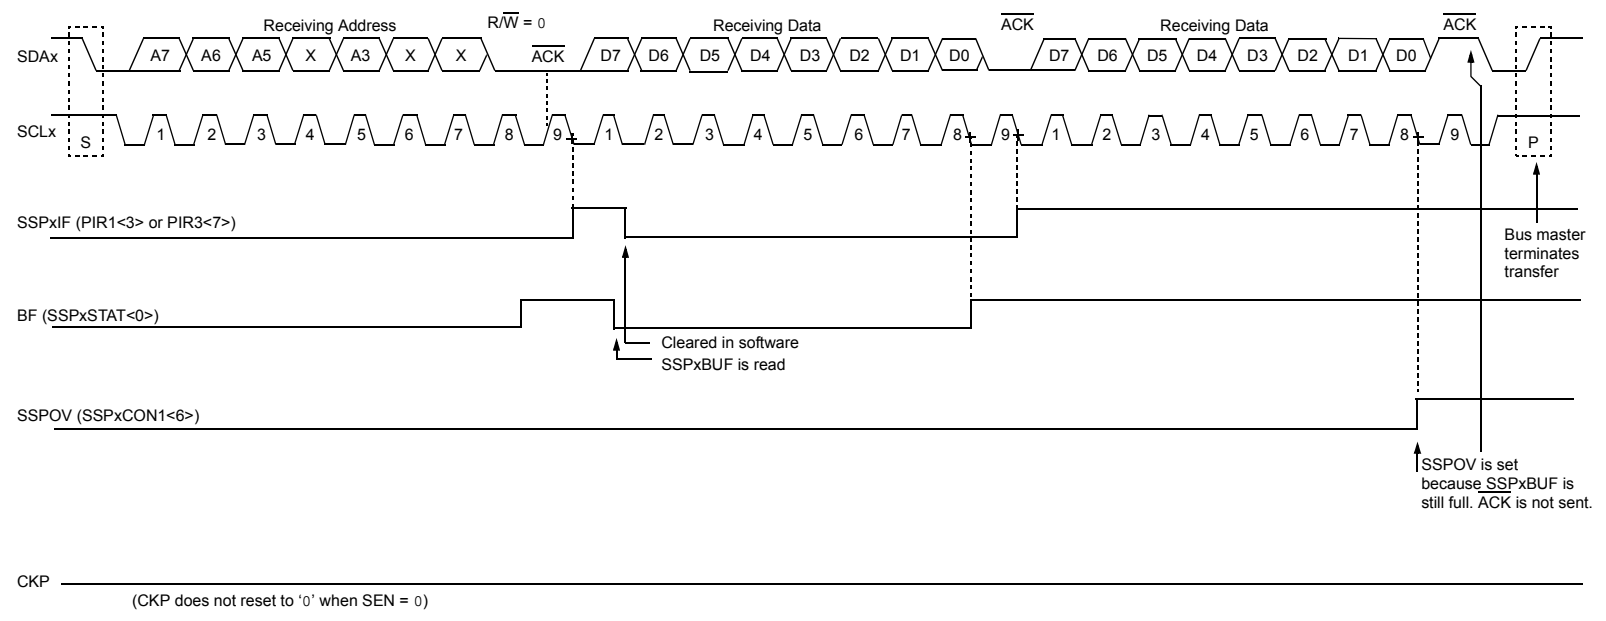 Receiving Address
R/W = 0
Receiving Data
ACK
Receiving Data
ACK
SDAx
A7 A6 A5 X A3 X X
ACK
D7 D6 D5 D4 D3 D2 D1 D0
D7 D6 D5 D4 D3 D2 D1 D0
SCLx
S
1 2 3 4 5 6 7 8 9
1 2 3 4 5 6 7 8 9
1 2 3 4 5 6 7 8 9
P
SSPxIF (PIR1<3> or PIR3<7>)
Bus master
terminates
transfer
BF (SSPxSTAT<0>)
Cleared in software
SSPxBUF is read
SSPOV (SSPxCON1<6>)
SSPOV is set
because SSPxBUF is
still full. ACK is not sent.
CKP
(CKP does not reset to ‘0’ when SEN = 0)